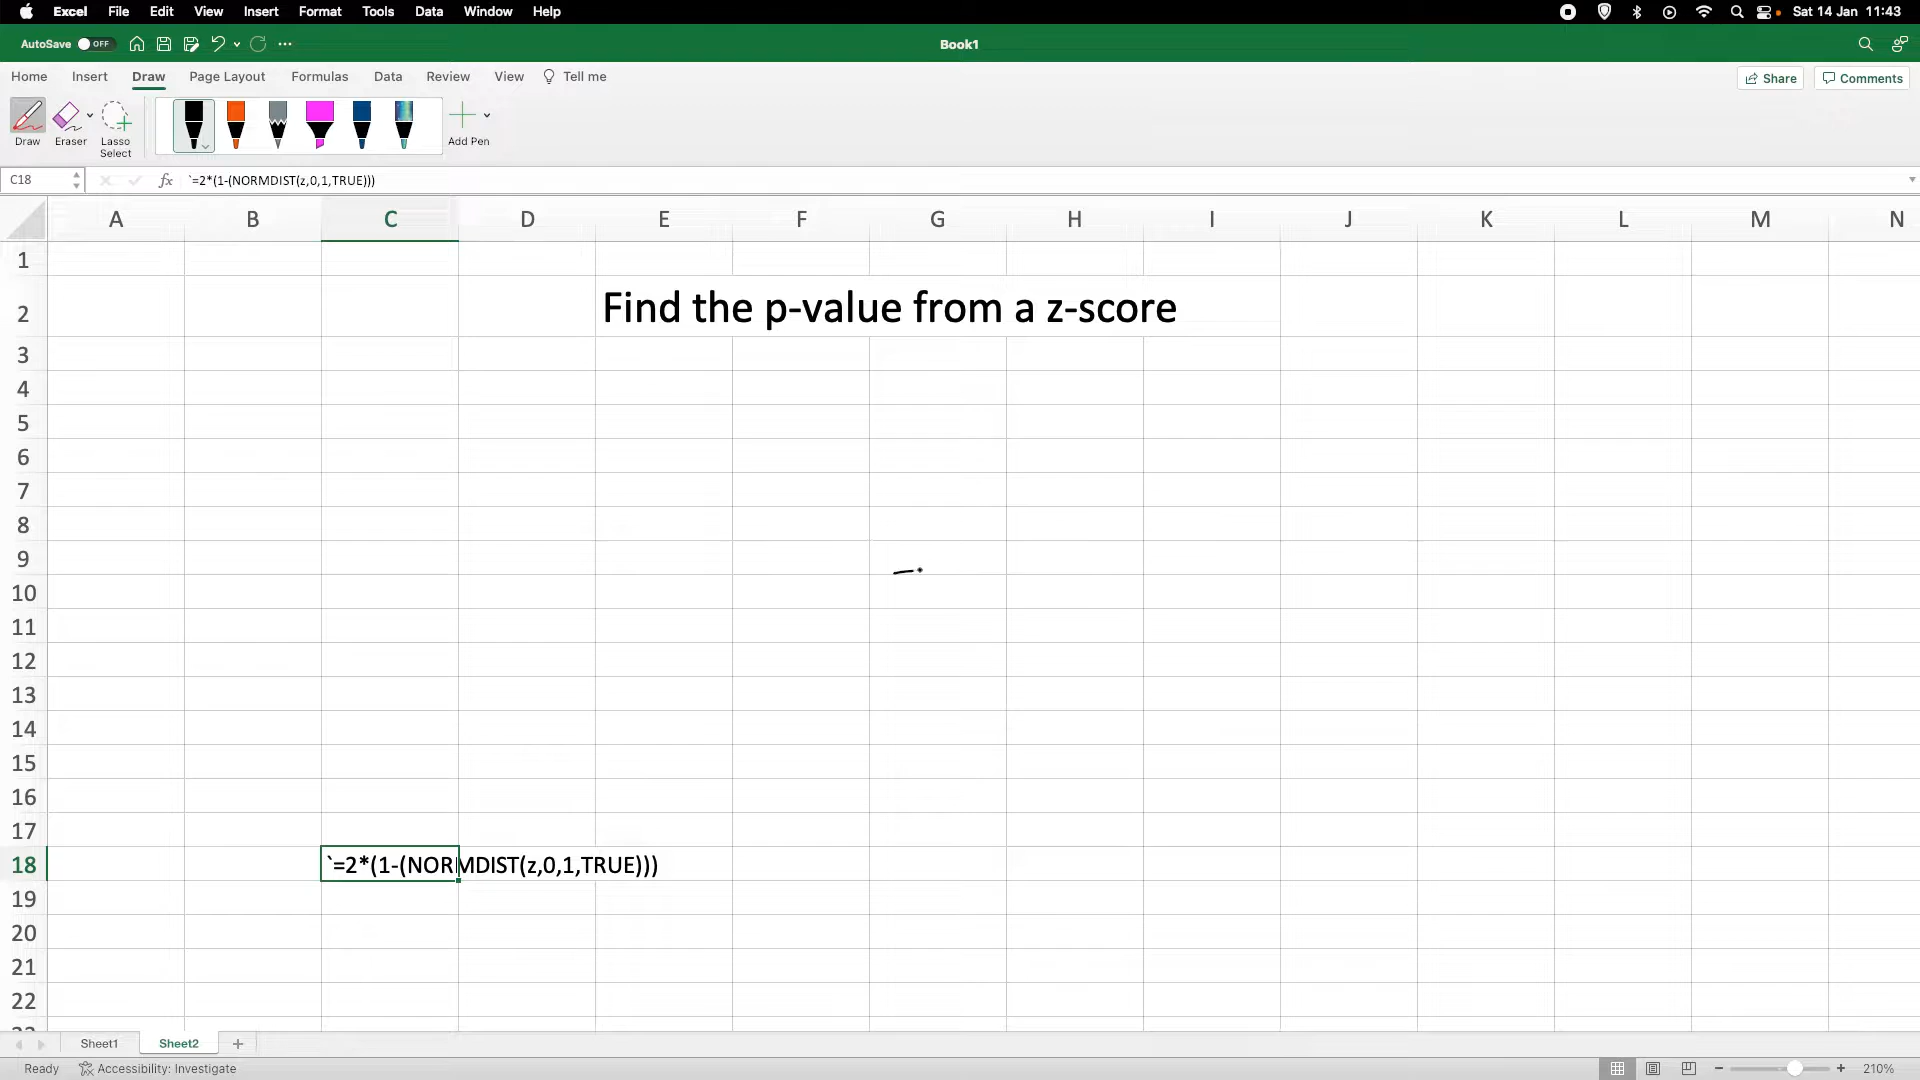 Excel File Edit View Insert Format Tools Data Window Help Sat 14 Jan 11:43
AutoSave OFF Book1
Home Insert Draw Page Layout Formulas Data Review View Tell me Share Comments
Draw Eraser Lasso Select Add Pen
C18 fx `=2*(1-(NORMDIST(z,0,1,TRUE)))
A B C D E F G H I J K L M N
1
2 Find the p-value from a z-score
3
4
5
6
7
8
9
10
11
12
13
14
15
16
17
18 `=2*(1-(NORMDIST(z,0,1,TRUE)))
19
20
21
22
Sheet1 Sheet2
Ready Accessibility: Investigate 210%